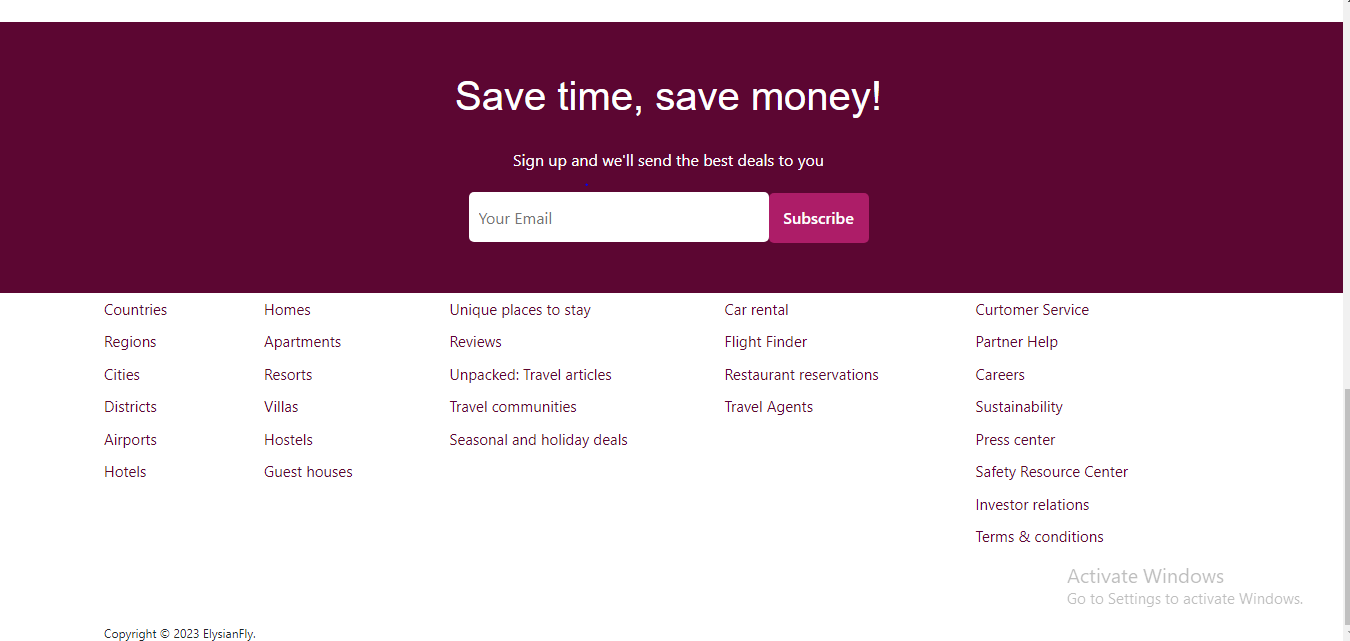 Save time, save money!
Sign up and we'll send the best deals to you
Your Email
Subscribe
Countries
Regions
Cities
Districts
Airports
Hotels
Homes
Apartments
Resorts
Villas
Hostels
Guest houses
Unique places to stay
Reviews
Unpacked: Travel articles
Travel communities
Seasonal and holiday deals
Car rental
Flight Finder
Restaurant reservations
Travel Agents
Curtomer Service
Partner Help
Careers
Sustainability
Press center
Safety Resource Center
Investor relations
Terms & conditions
Activate Windows
Go to Settings to activate Windows.
Copyright © 2023 ElysianFly.